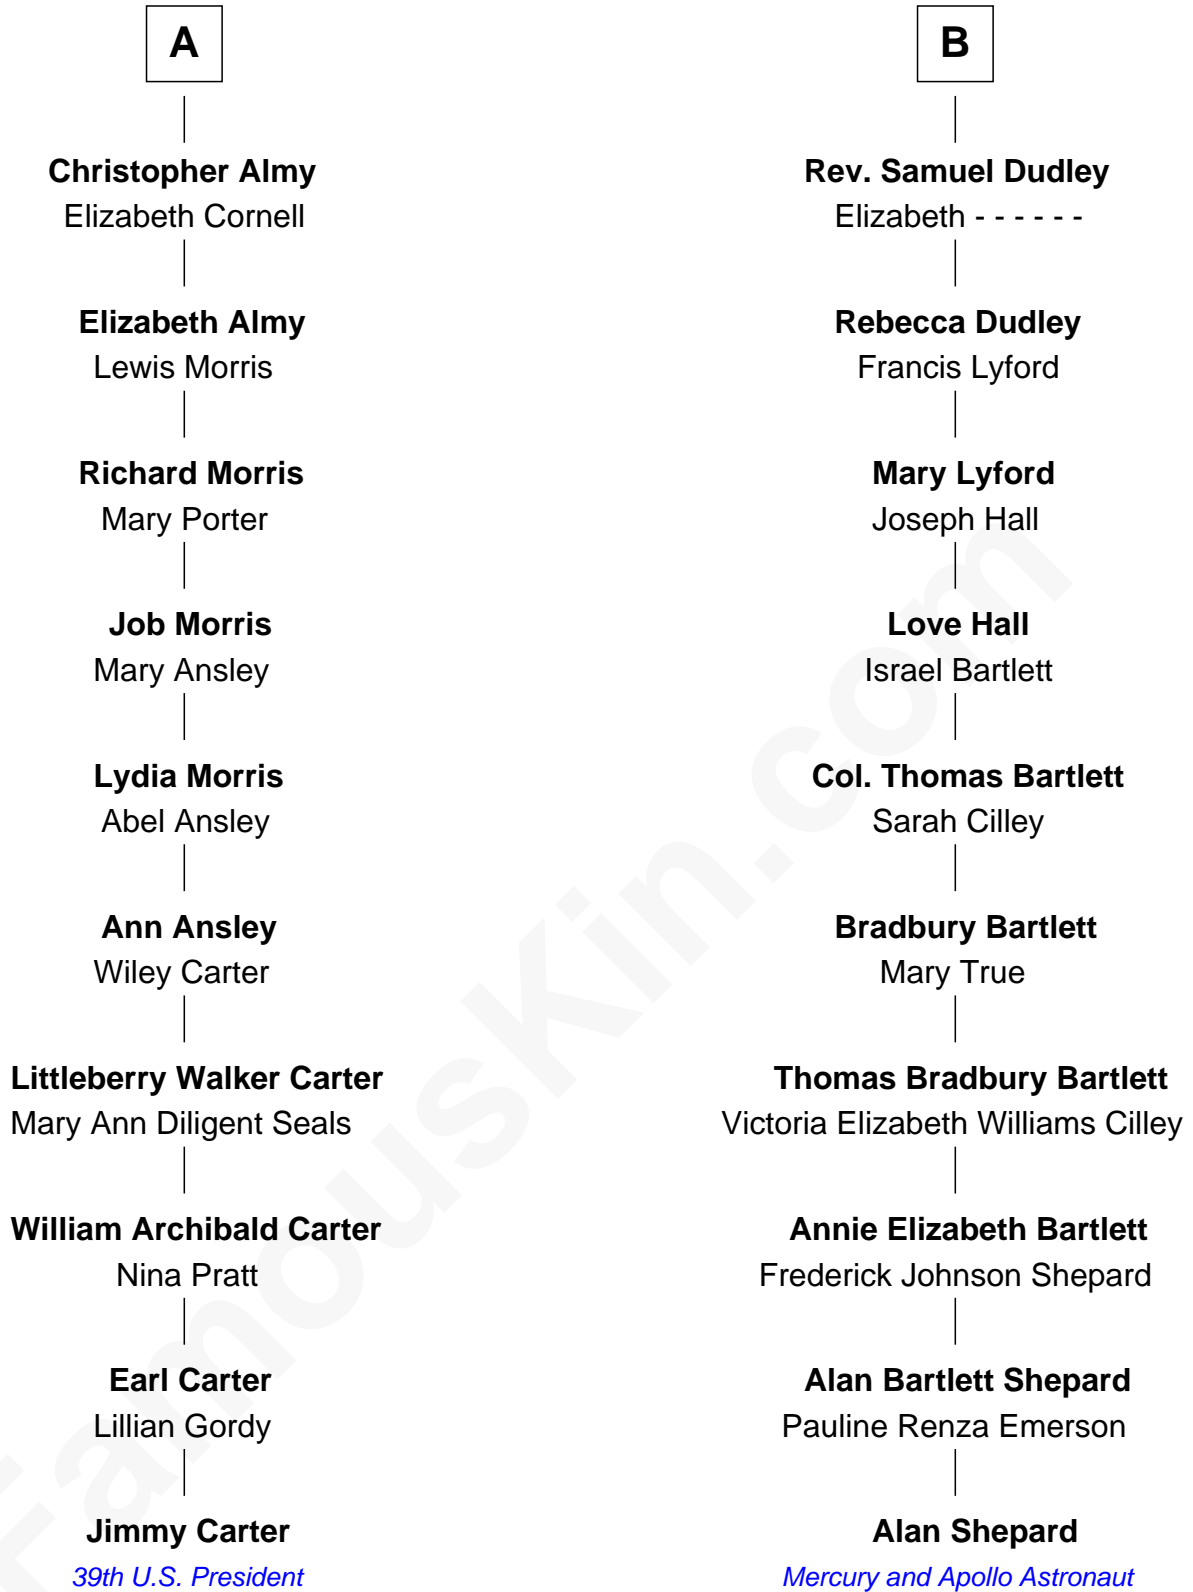 A
Christopher Almy
Elizabeth Cornell
Elizabeth Almy
Lewis Morris
Richard Morris
Mary Porter
Job Morris
Mary Ansley
Lydia Morris
Abel Ansley
Ann Ansley
Wiley Carter
Littleberry Walker Carter
Mary Ann Diligent Seals
William Archibald Carter
Nina Pratt
Earl Carter
Lillian Gordy
Jimmy Carter
39th U.S. President
B
Rev. Samuel Dudley
Elizabeth - - - - - -
Rebecca Dudley
Francis Lyford
Mary Lyford
Joseph Hall
Love Hall
Israel Bartlett
Col. Thomas Bartlett
Sarah Cilley
Bradbury Bartlett
Mary True
Thomas Bradbury Bartlett
Victoria Elizabeth Williams Cilley
Annie Elizabeth Bartlett
Frederick Johnson Shepard
Alan Bartlett Shepard
Pauline Renza Emerson
Alan Shepard
Mercury and Apollo Astronaut
FamousKin.com